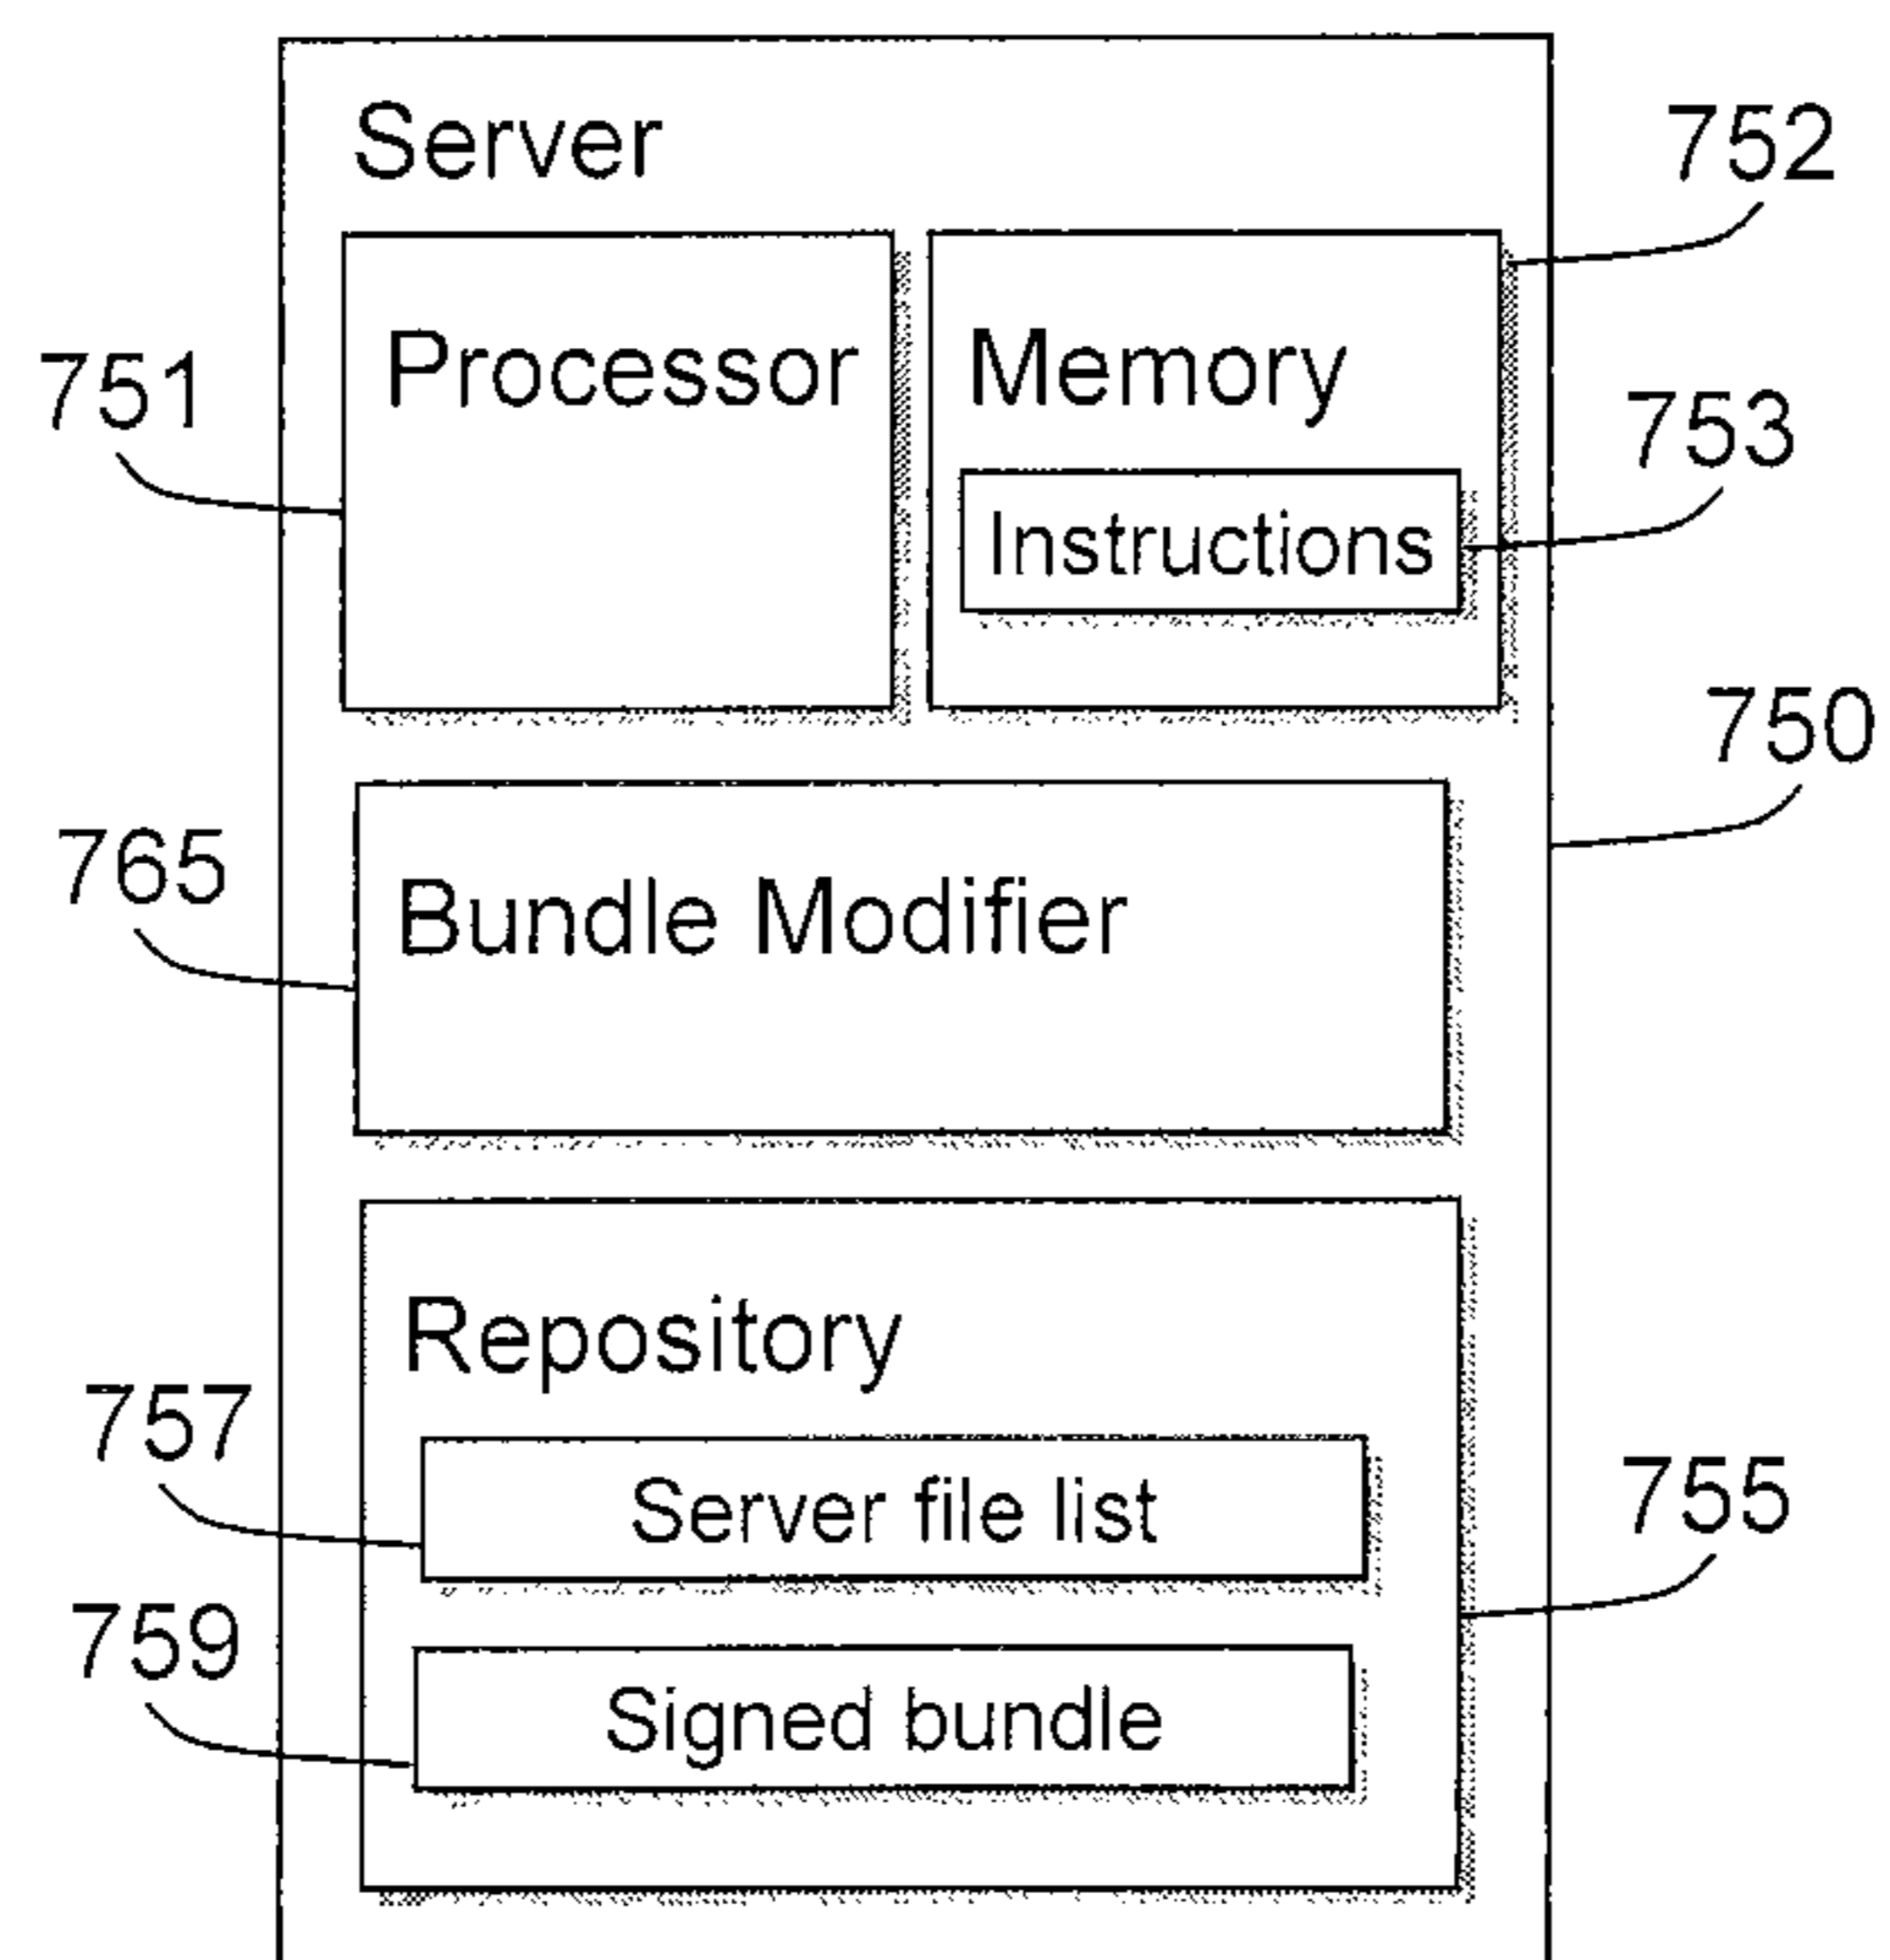 Server
752
Processor
Memory
751
753
Instructions
750
765
Bundle Modifier
Repository
757
Server file list
755
759
Signed bundle